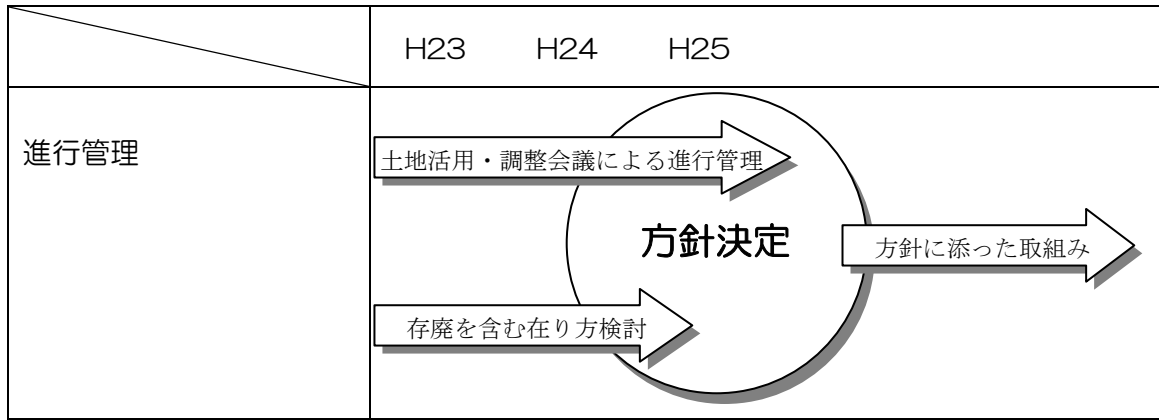 H23 H24 H25
進行管理
土地活用・調整会議による進行管理
方針決定
方針に添った取組み
存廃を含む在り方検討